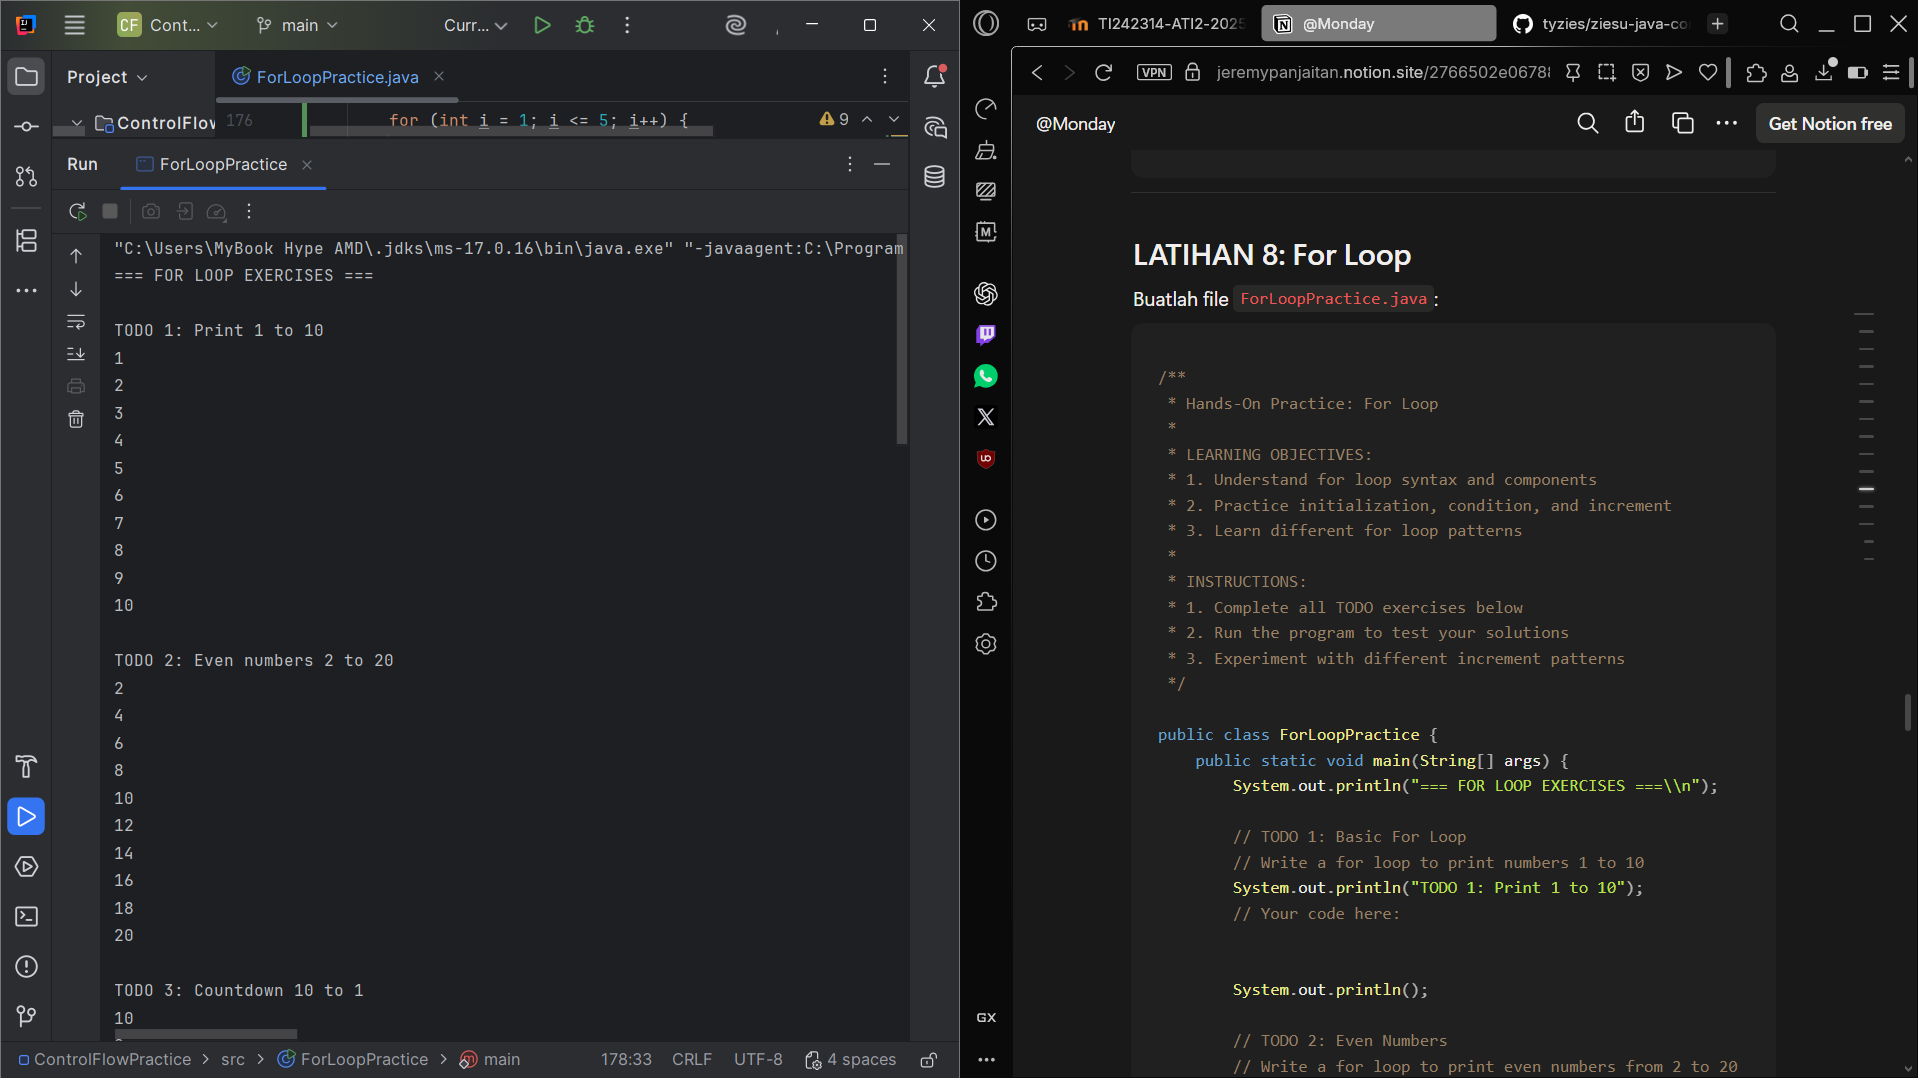 CF Cont...
main
Curr...
Project
ForLoopPractice.java
ControlFlow
176 for (int i = 1; i <= 5; i++) {
9
Run
ForLoopPractice
"C:\Users\MyBook Hype AMD\.jdks\ms-17.0.16\bin\java.exe" "-javaagent:C:\Program
=== FOR LOOP EXERCISES ===
TODO 1: Print 1 to 10
1
2
3
4
5
6
7
8
9
10
TODO 2: Even numbers 2 to 20
2
4
6
8
10
12
14
16
18
20
TODO 3: Countdown 10 to 1
10
ControlFlowPractice > src > ForLoopPractice > main
178:33 CRLF UTF-8 4 spaces
TI242314-ATI2-2025
@Monday
tyzies/ziesu-java-co
VPN
jeremypanjaitan.notion.site/2766502e0678
@Monday
Get Notion free
GX
LATIHAN 8: For Loop
Buatlah file ForLoopPractice.java:
/**
* Hands-On Practice: For Loop
*
* LEARNING OBJECTIVES:
* 1. Understand for loop syntax and components
* 2. Practice initialization, condition, and increment
* 3. Learn different for loop patterns
*
* INSTRUCTIONS:
* 1. Complete all TODO exercises below
* 2. Run the program to test your solutions
* 3. Experiment with different increment patterns
*/
public class ForLoopPractice {
public static void main(String[] args) {
System.out.println("=== FOR LOOP EXERCISES ===\\n");
// TODO 1: Basic For Loop
// Write a for loop to print numbers 1 to 10
System.out.println("TODO 1: Print 1 to 10");
// Your code here:
System.out.println();
// TODO 2: Even Numbers
// Write a for loop to print even numbers from 2 to 20